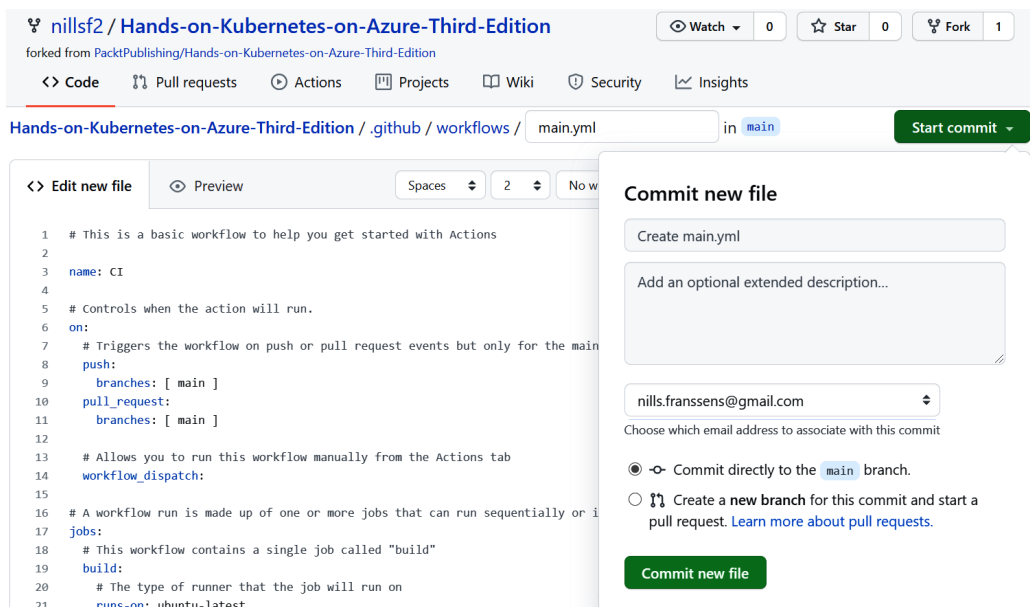 nillsf2 / Hands-on-Kubernetes-on-Azure-Third-Edition
Watch 0 Star 0 Fork 1
forked from PacktPublishing/Hands-on-Kubernetes-on-Azure-Third-Edition
<> Code Pull requests Actions Projects Wiki Security Insights
Hands-on-Kubernetes-on-Azure-Third-Edition / .github / workflows / main.yml in main
Start commit
<> Edit new file Preview Spaces 2 No w
1 # This is a basic workflow to help you get started with Actions
2
3 name: CI
4
5 # Controls when the action will run.
6 on:
7 # Triggers the workflow on push or pull request events but only for the main
8 push:
9 branches: [ main ]
10 pull_request:
11 branches: [ main ]
12
13 # Allows you to run this workflow manually from the Actions tab
14 workflow_dispatch:
15
16 # A workflow run is made up of one or more jobs that can run sequentially or i
17 jobs:
18 # This workflow contains a single job called "build"
19 build:
20 # The type of runner that the job will run on
21 runs-on: ubuntu-latest
Commit new file
Create main.yml
Add an optional extended description...
nills.franssens@gmail.com
Choose which email address to associate with this commit
Commit directly to the main branch.
Create a new branch for this commit and start a
pull request. Learn more about pull requests.
Commit new file